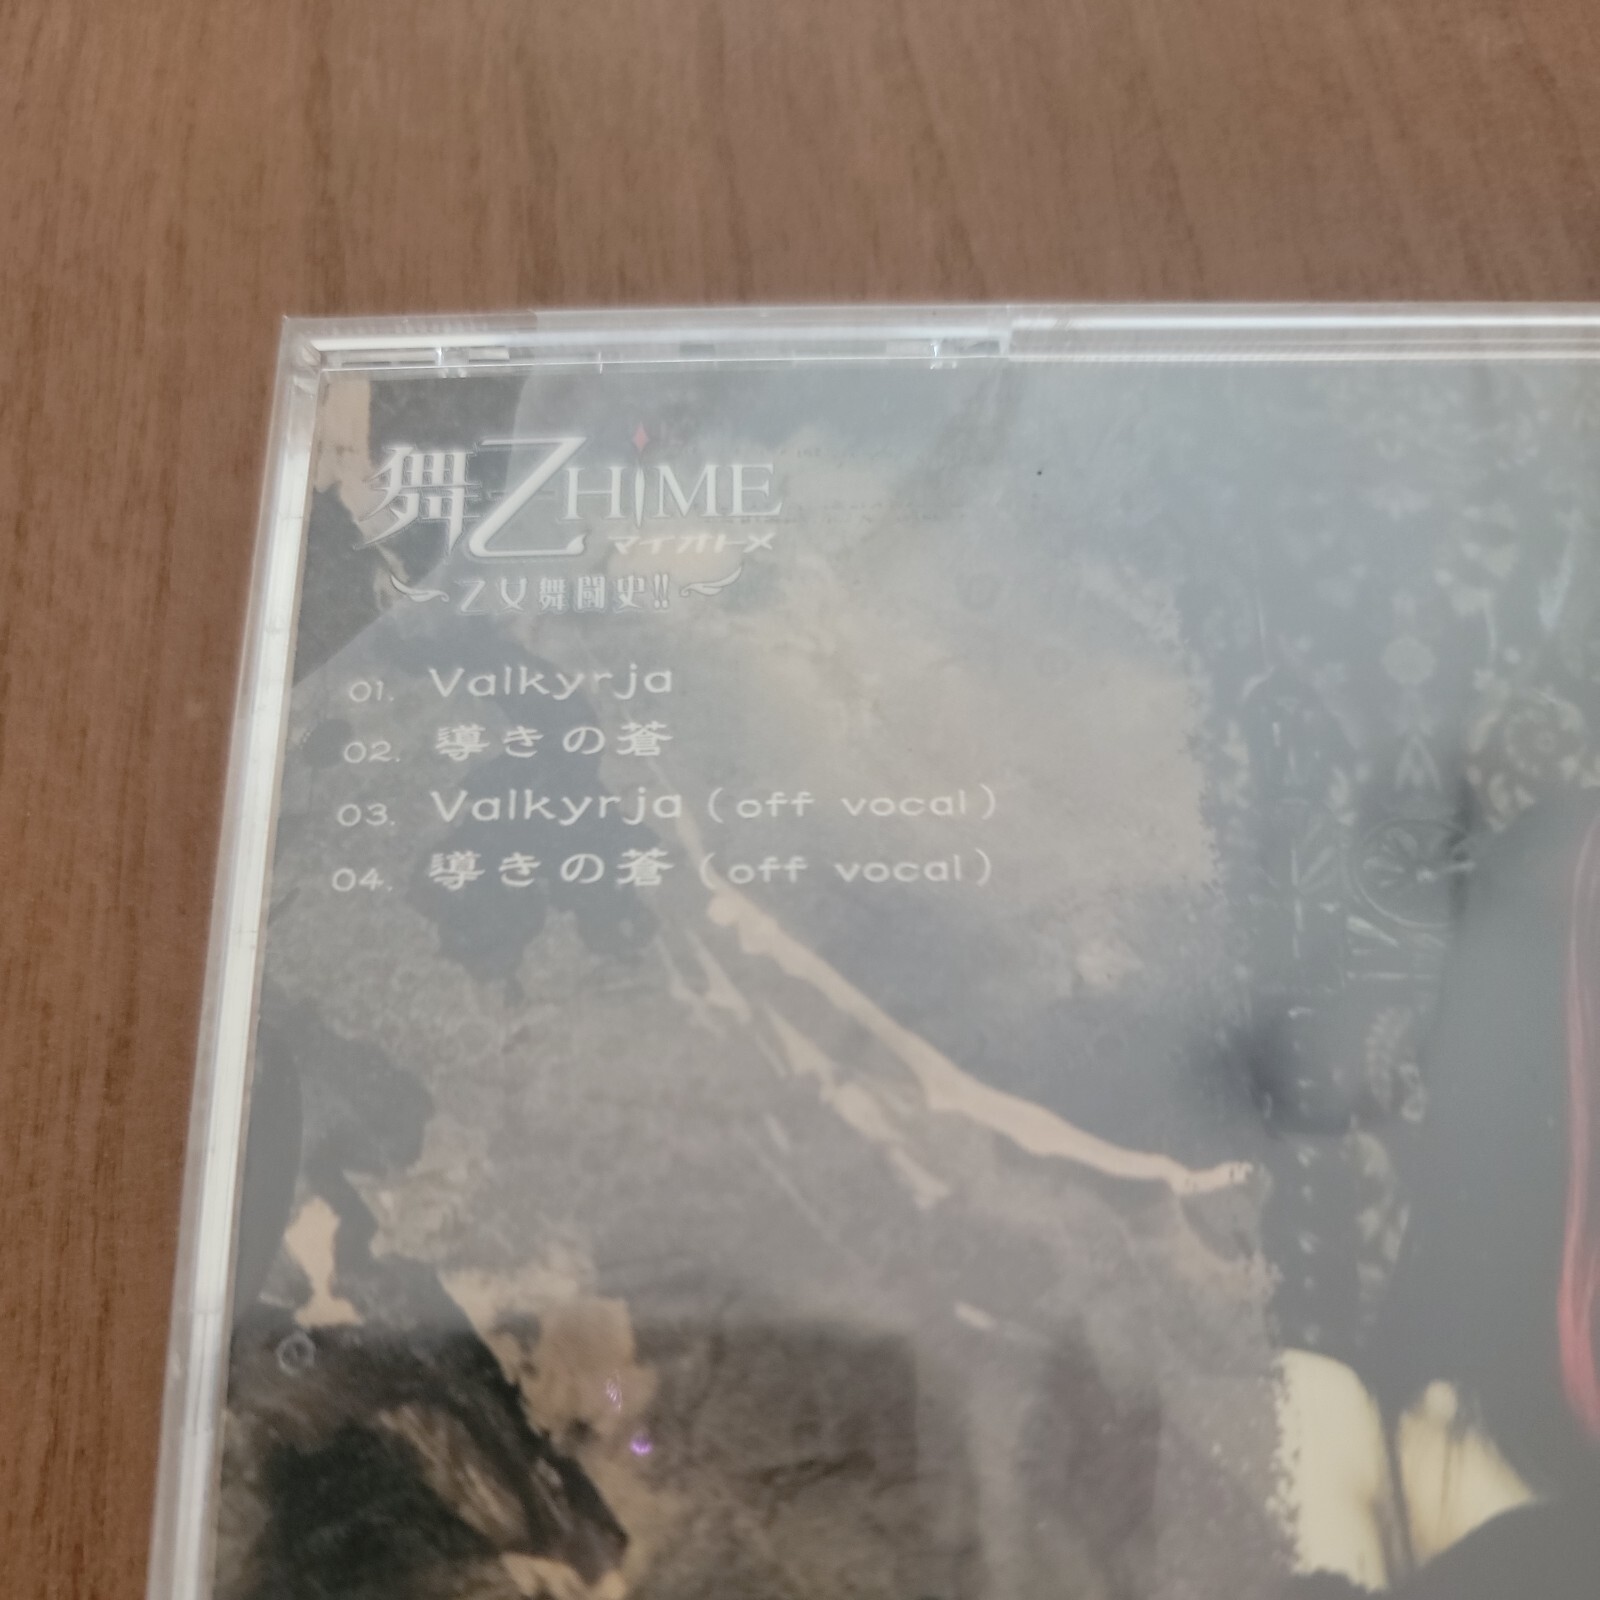 舞-乙HiME
マイオトメ
～乙女舞闘史!!～
01. Valkyrja
02. 導きの蒼
03. Valkyrja (off vocal)
04. 導きの蒼 (off vocal)